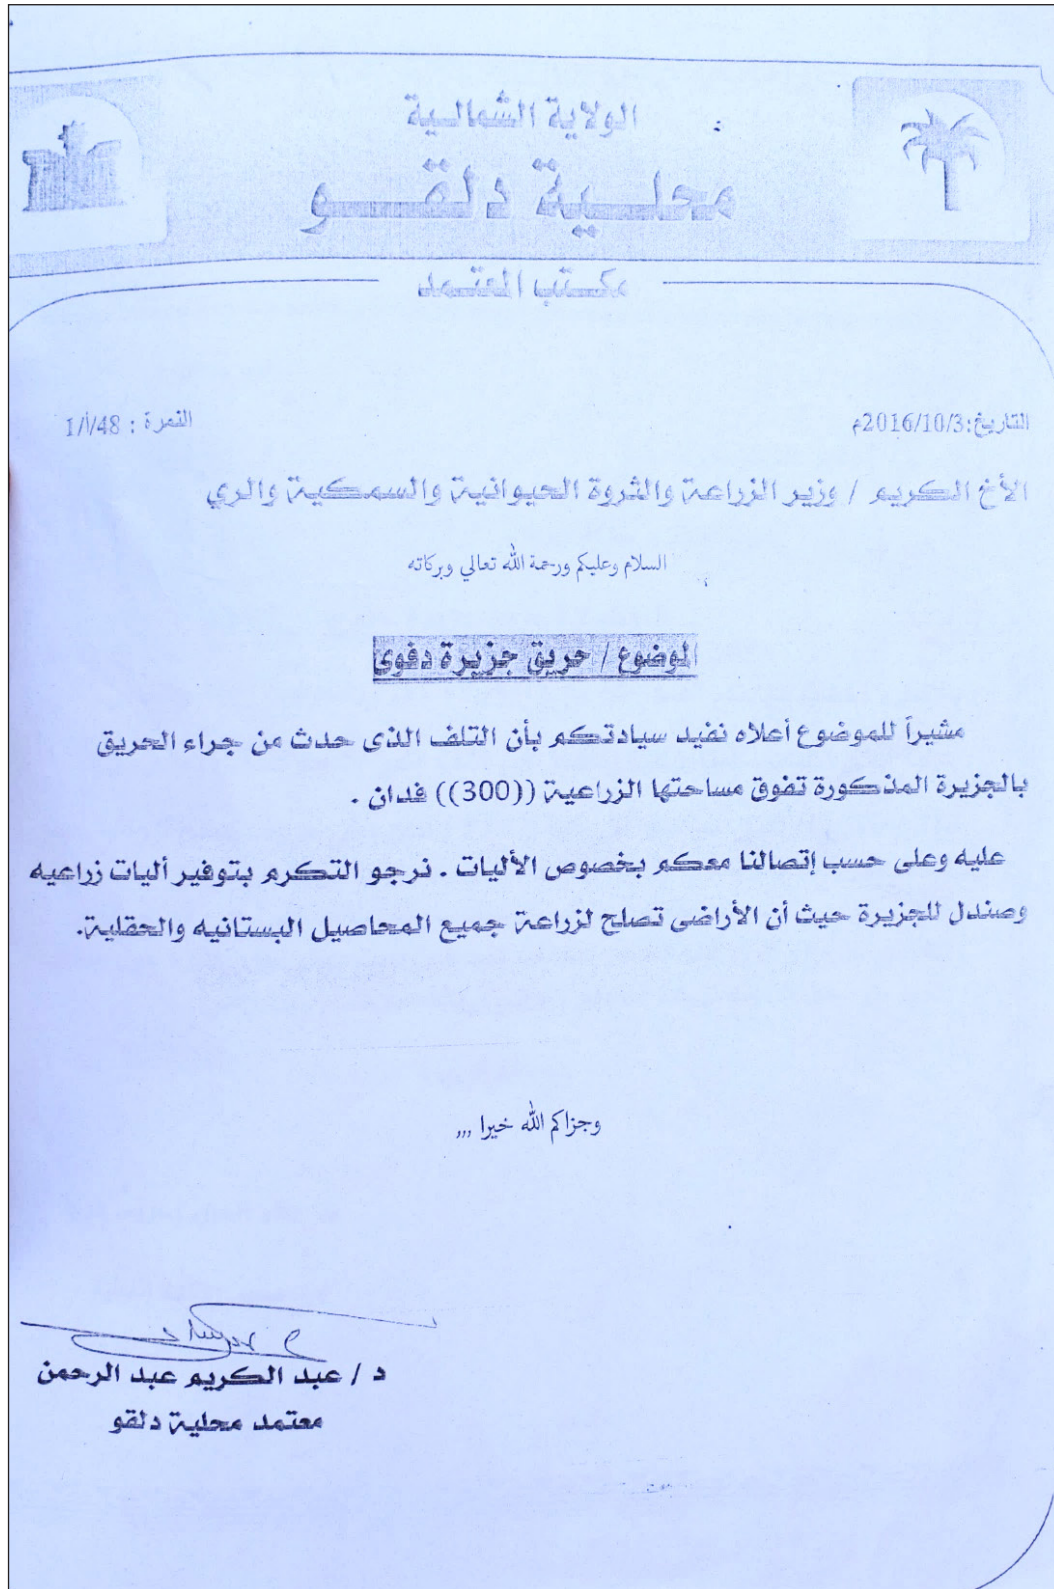 الولاية الشمالية
محلية دلقو
مكتب المعتمد
التاريخ:2016/10/3م
النمرة : 48/أ/1
الأخ الكريم / وزير الزراعة والثروة الحيوانية والسمكية والري
السلام وعليكم ورحمة الله تعالي وبركاته
الموضوع / حريق جزيرة دفوى
مشيراً للموضوع أعلاه نفيد سيادتكم بأن التلف الذى حدث من جراء الحريق
بالجزيرة المذكورة تفوق مساحتها الزراعية ((300)) فدان .
عليه وعلى حسب إتصالنا معكم بخصوص الأليات . نرجو التكرم بتوفير أليات زراعيه
وصندل للجزيرة حيث أن الأراضى تصلح لزراعة جميع المحاصيل البستانيه والحقلية.
وجزاكم الله خيرا ,,,
د / عبد الكريم عبد الرحمن
معتمد محلية دلقو